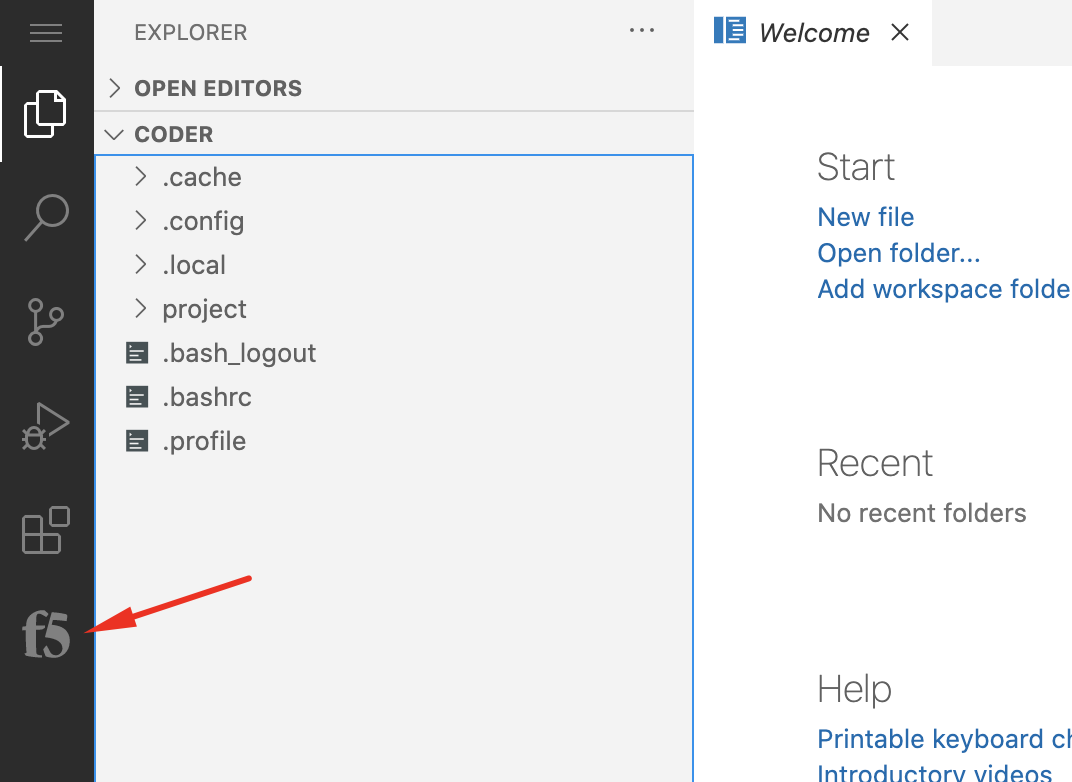 EXPLORER
OPEN EDITORS
CODER
.cache
.config
.local
project
.bash_logout
.bashrc
.profile
f5
Welcome
Start
New file
Open folder...
Add workspace folde
Recent
No recent folders
Help
Printable keyboard ch
Introductory videos